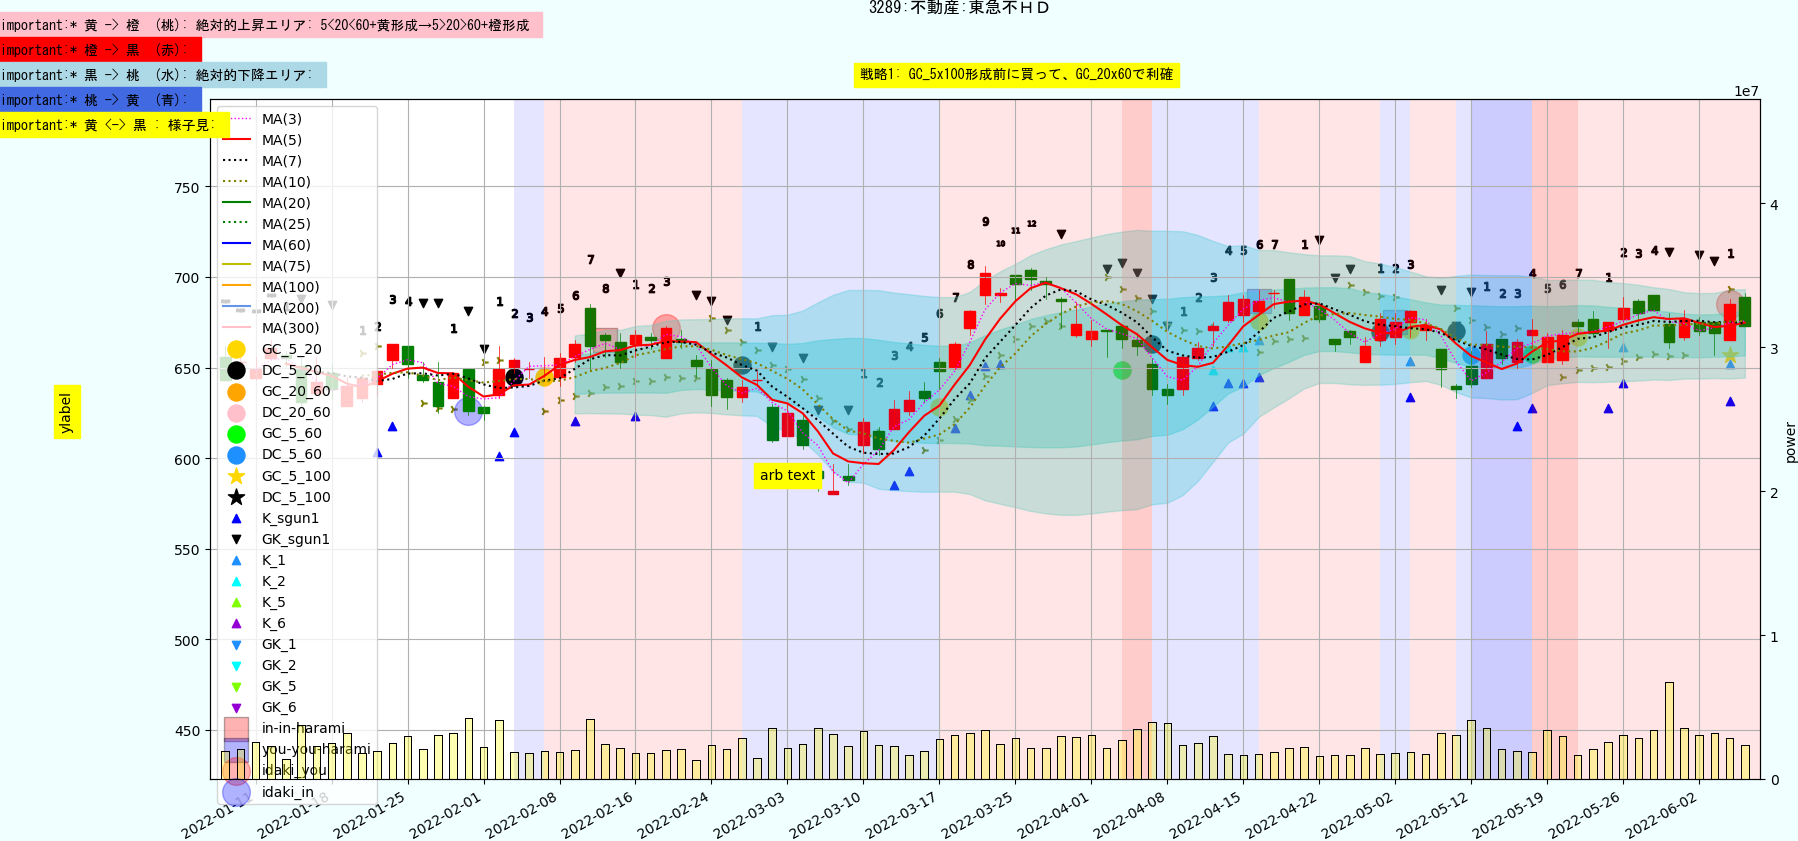 3289:不動産:東急不ＨＤ
important:* 黄 -> 橙 （桃）: 絶対的上昇エリア: 5<20<60+黄形成→5>20>60+橙形成
important:* 橙 -> 黒 （赤）:
important:* 黒 -> 桃 （水）: 絶対的下降エリア:
important:* 桃 -> 黄 （青）:
important:* 黄 <-> 黒 : 様子見:
戦略1: GC_5x100形成前に買って、GC_20x60で利確
1e7
MA(3)
MA(5)
MA(7)
MA(10)
MA(20)
MA(25)
MA(60)
MA(75)
MA(100)
MA(200)
MA(300)
GC_5_20
DC_5_20
GC_20_60
DC_20_60
GC_5_60
DC_5_60
GC_5_100
DC_5_100
K_sgun1
GK_sgun1
K_1
K_2
K_5
K_6
GK_1
GK_2
GK_5
GK_6
in-in-harami
you-you-harami
idaki_you
idaki_in
750
700
650
600
550
500
450
ylabel
arb text
4
3
2
1
0
power
2022-01-11
2022-01-18
2022-01-25
2022-02-01
2022-02-08
2022-02-16
2022-02-24
2022-03-03
2022-03-10
2022-03-17
2022-03-25
2022-04-01
2022-04-08
2022-04-15
2022-04-22
2022-05-02
2022-05-12
2022-05-19
2022-05-26
2022-06-02